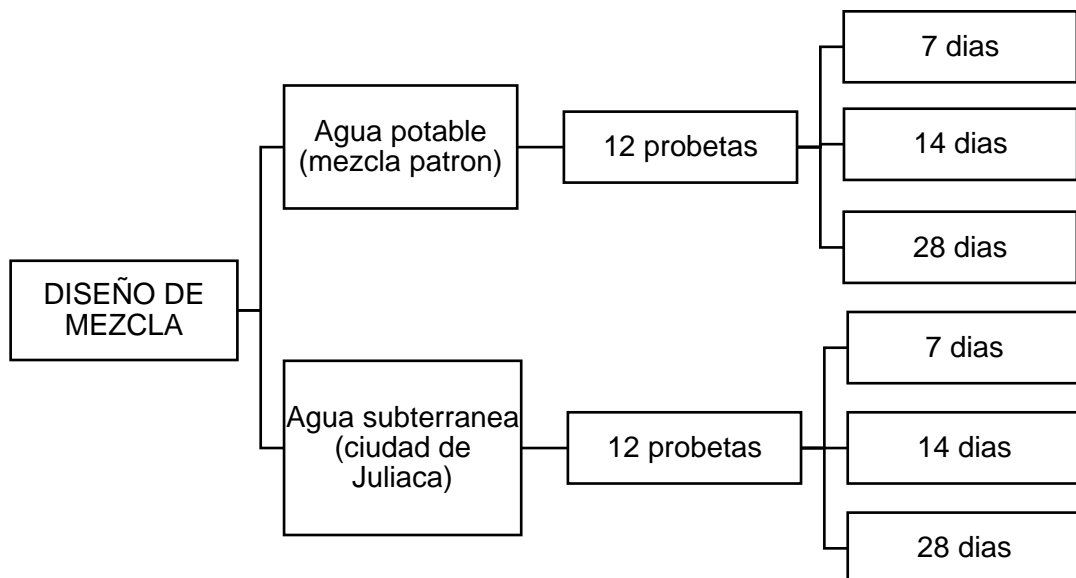 DISEÑO DE
MEZCLA
Agua potable
(mezcla patron)
12 probetas
7 dias
14 dias
28 dias
Agua subterranea
(ciudad de
Juliaca)
12 probetas
7 dias
14 dias
28 dias